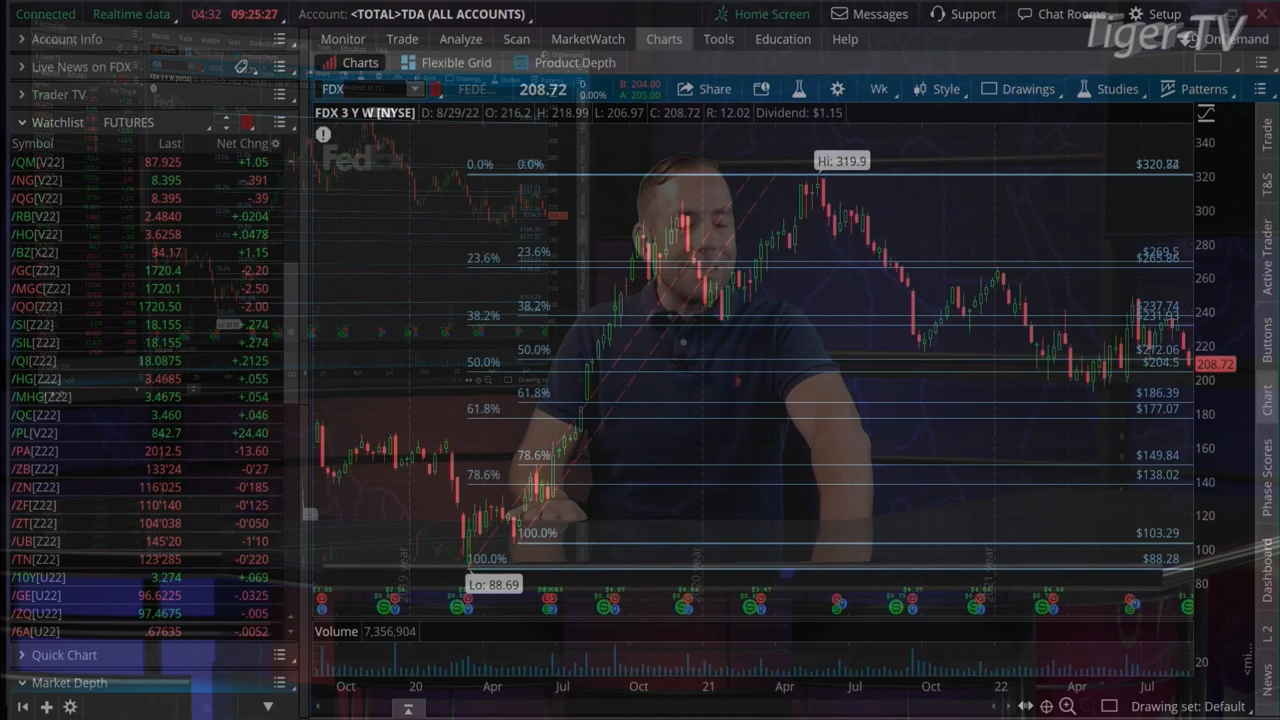 Connected Realtime data 04:32 09:25:27 Account: <TOTAL>TDA (ALL ACCOUNTS) Home Screen Messages Support Chat Rooms Setup
Tiger-TV
OnDemand
Account Info
Monitor Trade Analyze Scan MarketWatch Charts Tools Education Help
Live News on FDX
Charts Flexible Grid Product Depth
Trader TV
FDX FEDE... 208.72 0.00% B: 204.00 A: 205.00 Share Wk Style Drawings Studies Patterns
Watchlist FUTURES
FDX 3 Y W [NYSE] D: 8/29/22 O: 216.2 H: 218.99 L: 206.97 C: 208.72 R: 12.02 Dividend: $1.15
Symbol Last Net Chng
/QM[V22] 87.925 +1.05
/NG[V22] 8.395 -.391
/QG[V22] 8.395 -.39
/RB[V22] 2.4840 +.0204
/HO[V22] 3.6258 +.0478
/BZ[X22] 94.17 +1.15
/GC[Z22] 1720.4 -2.20
/MGC[Z22] 1720.1 -2.50
/QO[Z22] 1720.50 -2.00
/SI[Z22] 18.155 +.274
/SIL[Z22] 18.155 +.274
/QI[Z22] 18.0875 +.2125
/HG[Z22] 3.4685 +.055
/MHG[Z22] 3.4675 +.054
/QC[Z22] 3.460 +.046
/PL[V22] 842.7 +24.40
/PA[Z22] 2012.5 -13.60
/ZB[Z22] 133'24 -0'27
/ZN[Z22] 116'025 -0'185
/ZF[Z22] 110'140 -0'125
/ZT[Z22] 104'038 -0'050
/UB[Z22] 145'20 -1'10
/TN[Z22] 123'285 -0'220
/10Y[U22] 3.274 +.069
/GE[U22] 96.6225 -.0325
/ZQ[U22] 97.4675 -.005
/6A[U22] .67635 -.0052
Quick Chart
Market Depth
FedEx
Hi: 319.9
Lo: 88.69
0.0% 0.0%
23.6% 23.6% $269.5
38.2% 38.2% $237.74
50.0% 50.0% $212.06
$204.5
61.8% $186.39
61.8% $177.07
78.6% $149.84
78.6% $138.02
100.0% $103.29
100.0% $88.28
340
320
300
280
260
240
220
208.72
200
180
160
140
120
100
80
2019 year
Volume 7,356,904
20
Oct 20 Apr Jul Oct 21 Apr Jul Oct 22 Apr Jul
Drawing set: Default
Trade
T&S
Active Trader
Buttons
Chart
Phase Scores
Dashboard
L 2
News